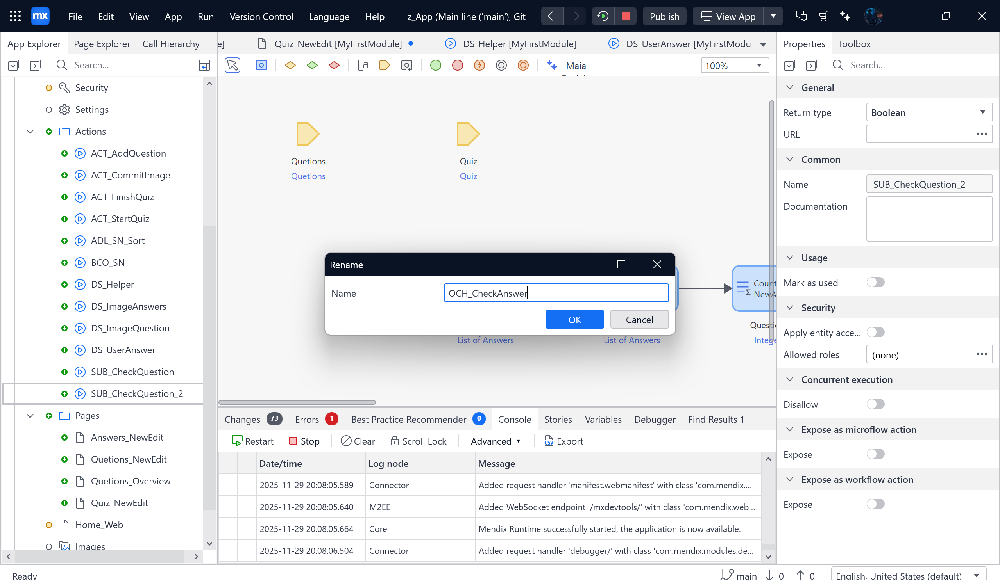 mx File Edit View App Run Version Control Language Help z_App (Main line ('main'), Git Publish View App
App Explorer Page Explorer Call Hierarchy
e] Quiz_NewEdit [MyFirstModule] DS_Helper [MyFirstModule] DS_UserAnswer [MyFirstModu
Properties Toolbox
Search...
Maia
100%
Search...
Security
Settings
Actions
ACT_AddQuestion
ACT_CommitImage
ACT_FinishQuiz
ACT_StartQuiz
ADL_SN_Sort
BCO_SN
DS_Helper
DS_ImageAnswers
DS_ImageQuestion
DS_UserAnswer
SUB_CheckQuestion
SUB_CheckQuestion_2
Pages
Answers_NewEdit
Quetions_NewEdit
Quetions_Overview
Quiz_NewEdit
Home_Web
Images
Quetions
Quetions
Quiz
Quiz
Rename
Name OCH_CheckAnswer
OK Cancel
List of Answers
List of Answers
Count
NewA
Questi
Intege
Changes 73 Errors 1 Best Practice Recommender 0 Console Stories Variables Debugger Find Results 1
Restart Stop Clear Scroll Lock Advanced CSV Export
Date/time Log node Message
2025-11-29 20:08:05.589 Connector Added request handler 'manifest.webmanifest' with class 'com.mendix....
2025-11-29 20:08:05.640 M2EE Added WebSocket endpoint '/mxdevtools/' with class 'com.mendix.web...
2025-11-29 20:08:05.664 Core Mendix Runtime successfully started, the application is now available.
2025-11-29 20:08:06.504 Connector Added request handler 'debugger/' with class 'com.mendix.modules.de...
General
Return type Boolean
URL
Common
Name SUB_CheckQuestion_2
Documentation
Usage
Mark as used
Security
Apply entity acce...
Allowed roles (none)
Concurrent execution
Disallow
Expose as microflow action
Expose
Expose as workflow action
Expose
Ready main 0 0 English, United States (default)